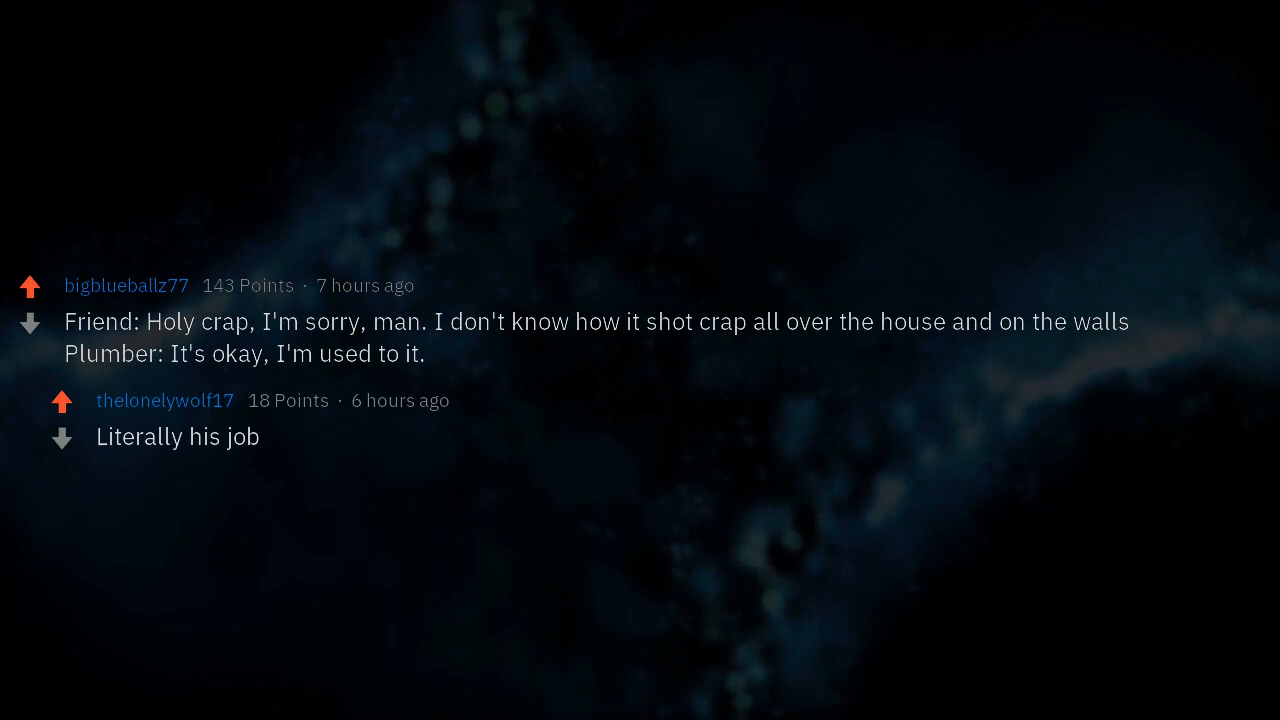 bigblueballz77 143 Points · 7 hours ago
Friend: Holy crap, I'm sorry, man. I don't know how it shot crap all over the house and on the walls
Plumber: It's okay, I'm used to it.
thelonelywolf17 18 Points · 6 hours ago
Literally his job